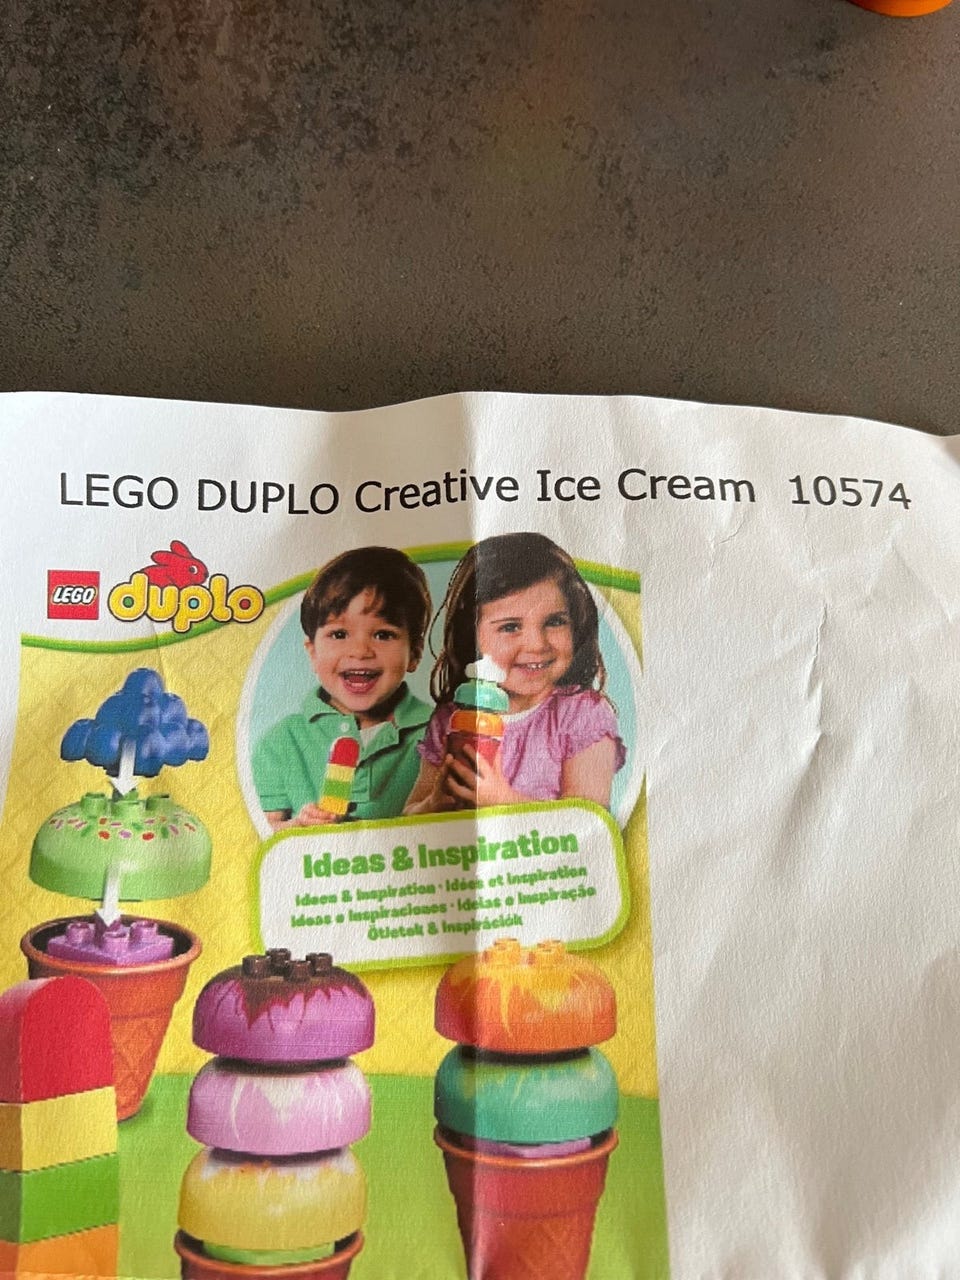 LEGO DUPLO Creative Ice Cream 10574
LEGO duplo
Ideas & Inspiration
Ideen & Inspiration · Idées et Inspiration
Ideas e Inspiraciones · Ideias e Inspiração
Ötletek & Inspirációk